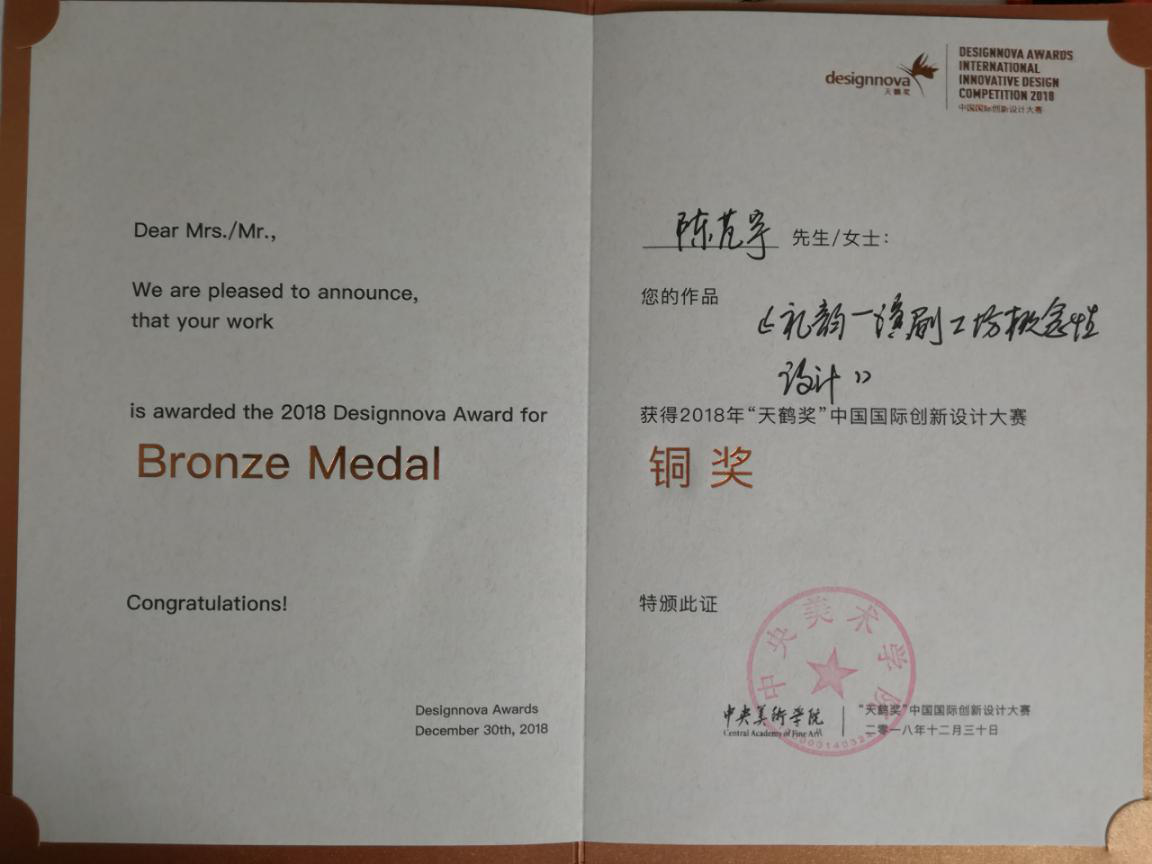 Dear Mrs./Mr.,
We are pleased to announce,
that your work
is awarded the 2018 Designnova Award for
Bronze Medal
Congratulations!
Designnova Awards
December 30th, 2018
designnova
天鹤奖
DESIGNNOVA AWARDS
INTERNATIONAL
INNOVATIVE DESIGN
COMPETITION 2018
中国国际创新设计大赛
陈范宇 先生/女士：
您的作品
《礼韵一演剧工坊概念性
设计》
获得2018年“天鹤奖”中国国际创新设计大赛
铜奖
特颁此证
中央美术学院
中央美術学院
Central Academy of Fine Arts
“天鹤奖”中国国际创新设计大赛
二零一八年十二月三十日